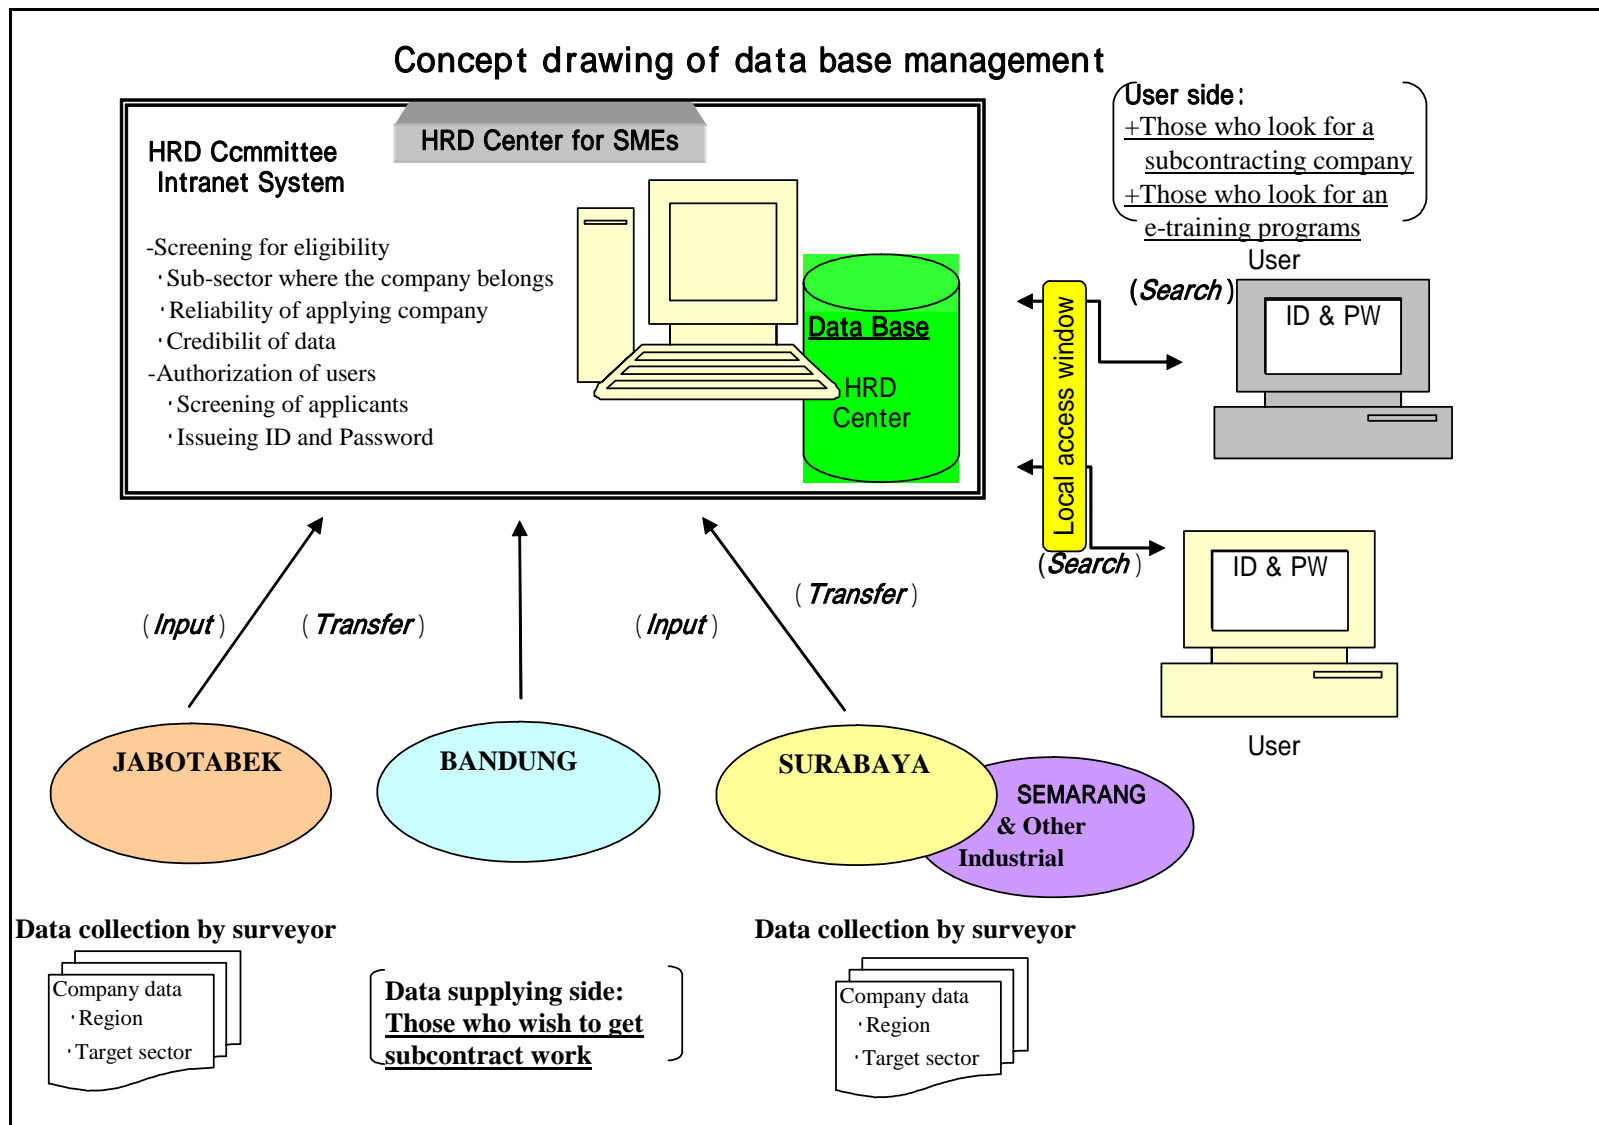 Concept drawing of data base management
HRD Center for SMEs
HRD Ccmmittee
Intranet System
-Screening for eligibility
·Sub-sector where the company belongs
·Reliability of applying company
·Credibilit of data
-Authorization of users
·Screening of applicants
·Issueing ID and Password
Data Base
HRD
Center
User side:
+Those who look for a
subcontracting company
+Those who look for an
e-training programs
User
(Search)
ID & PW
Local access window
(Search)
ID & PW
User
(Input)
(Transfer)
(Input)
(Transfer)
JABOTABEK
BANDUNG
SURABAYA
SEMARANG
& Other
Industrial
Data collection by surveyor
Company data
·Region
·Target sector
Data supplying side:
Those who wish to get
subcontract work
Data collection by surveyor
Company data
·Region
·Target sector